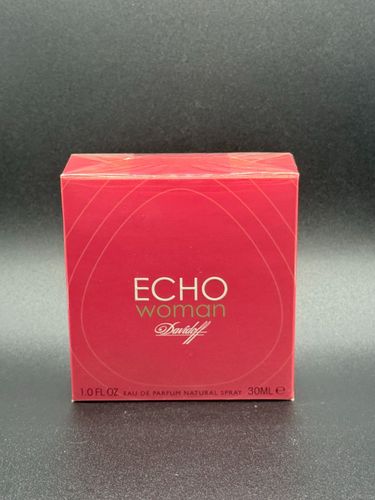 ECHO
woman
Davidoff
1.0 FL OZ EAU DE PARFUM NATURAL SPRAY 30ML ℮